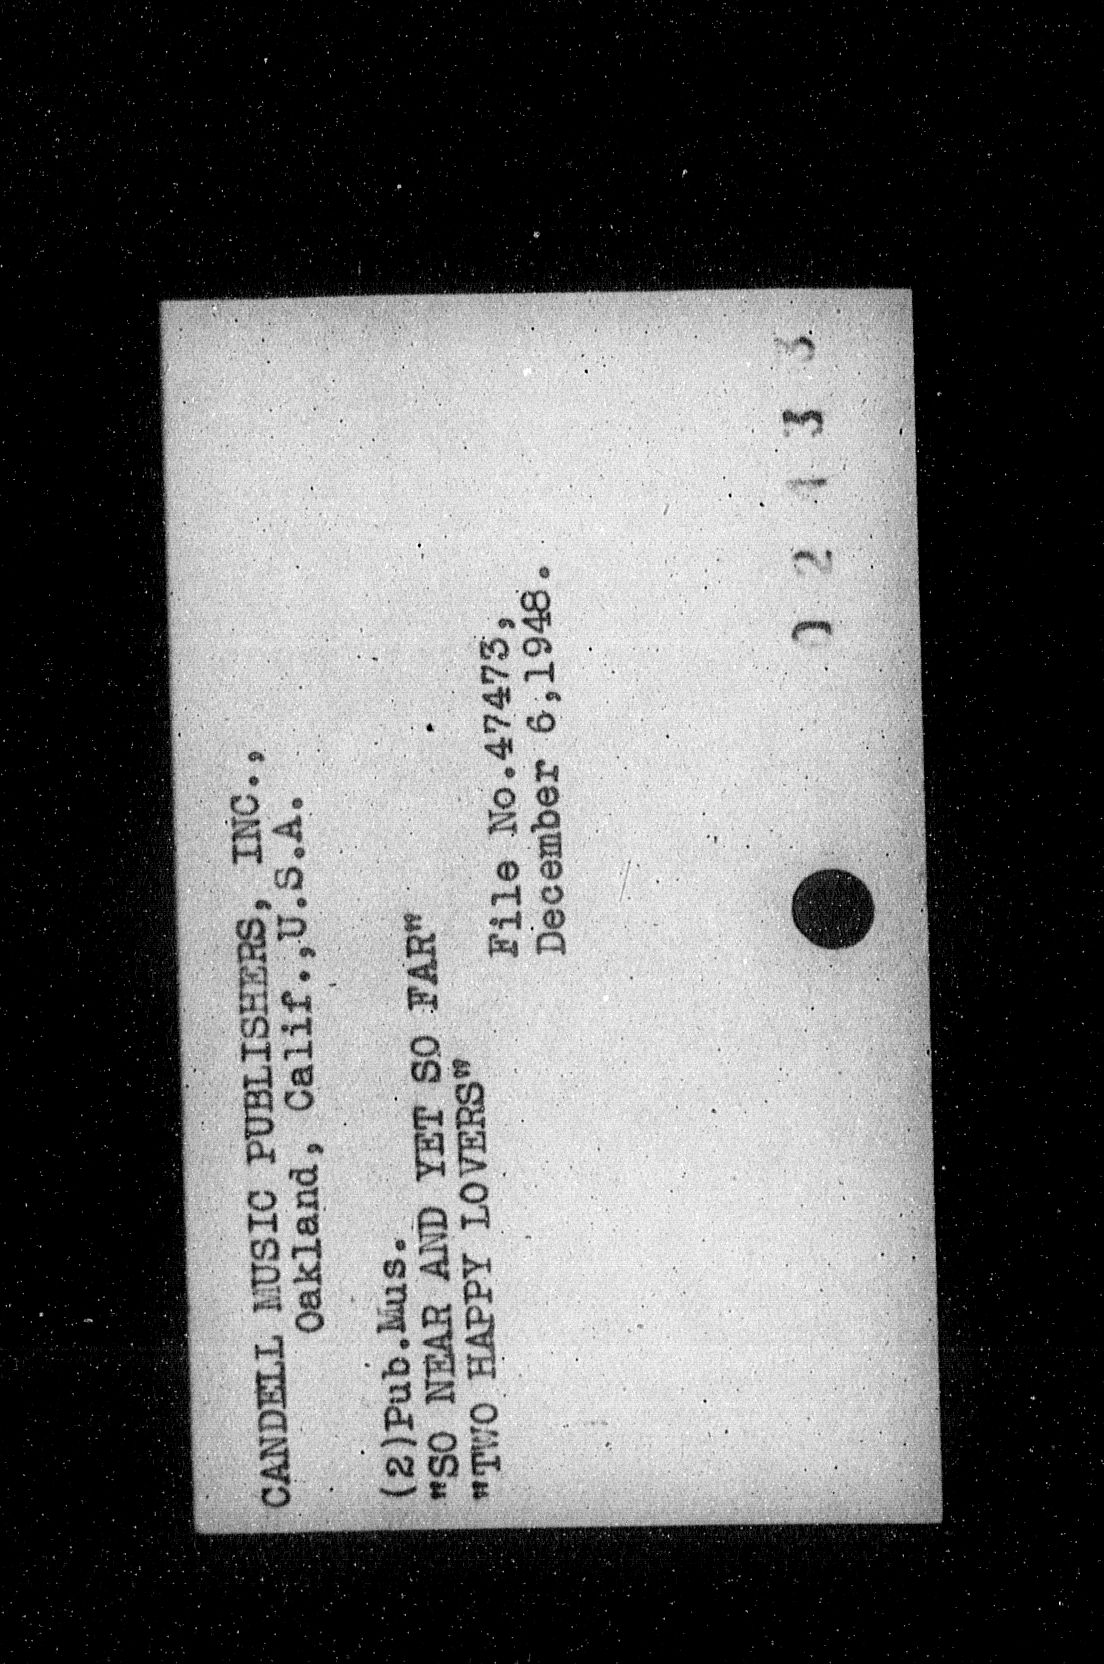 CANDELL MUSIC PUBLISHERS, INC.,
Oakland, Calif.,U.S.A.
(2)Pub.Mus.
"SO NEAR AND YET SO FAR"
"TWO HAPPY LOVERS"
File No.47473,
December 6,1948.